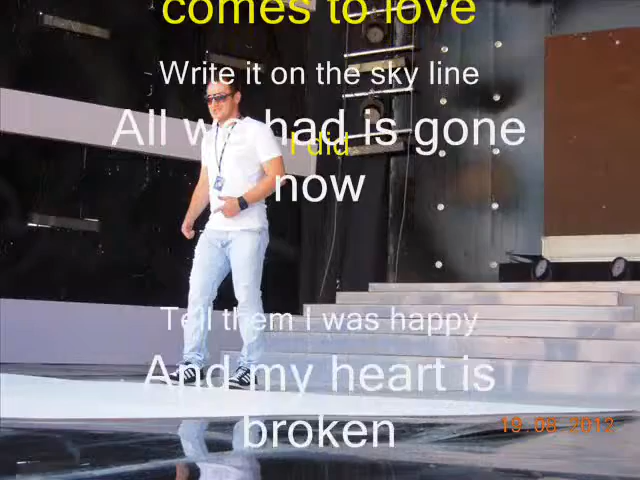 comes to love
Write it on the sky line
All we had is gone
I did
now
Tell them I was happy
And my heart is
broken
19.08.2012